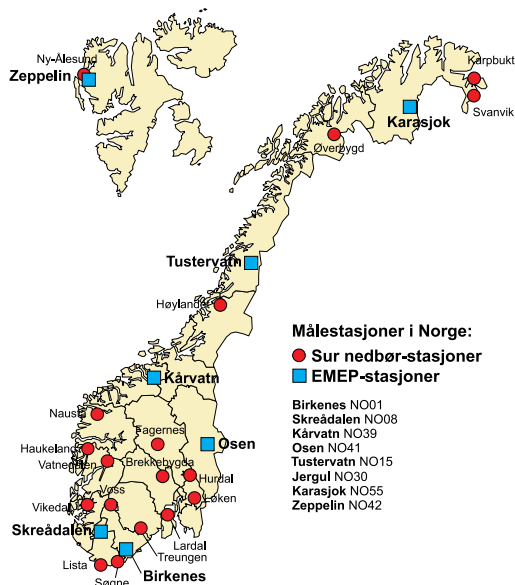 Ny-Ålesund
Zeppelin
Karpbukt
Svanvik
Karasjok
Øverbygd
Tustervatn
Høylandet
Målestasjoner i Norge:
Sur nedbør-stasjoner
EMEP-stasjoner
Kårvatn
Nausta
Fagernes
Osen
Haukeland
Vatnedalen
Brekkebygda
Hurdal
Løken
Voss
Vikedal
Skreådalen
Lardal
Treungen
Lista
Søgne
Birkenes
Birkenes NO01
Skreådalen NO08
Kårvatn NO39
Osen NO41
Tustervatn NO15
Jergul NO30
Karasjok NO55
Zeppelin NO42